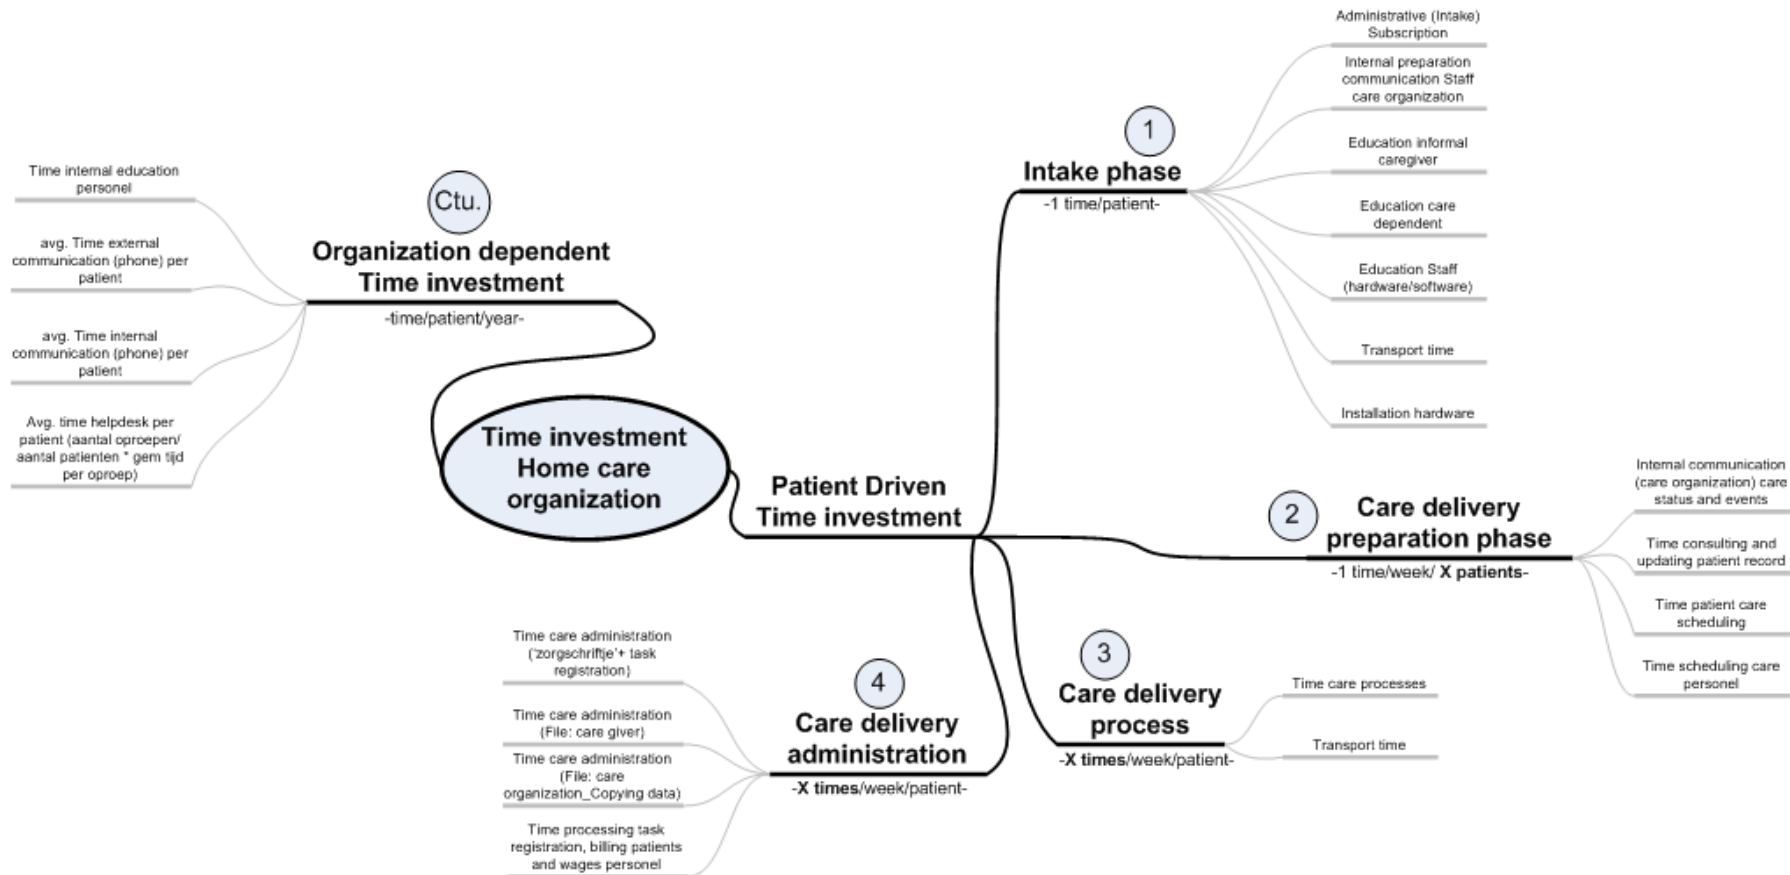 Time investment
Home care
organization
Ctu.
Organization dependent
Time investment
-time/patient/year-
Time internal education
personel
avg. Time external
communication (phone) per
patient
avg. Time internal
communication (phone) per
patient
Avg. time helpdesk per
patient (aantal oproepen/
aantal patienten * gem tijd
per oproep)
Patient Driven
Time investment
1
Intake phase
-1 time/patient-
Administrative (Intake)
Subscription
Internal preparation
communication Staff
care organization
Education informal
caregiver
Education care
dependent
Education Staff
(hardware/software)
Transport time
Installation hardware
2
Care delivery
preparation phase
-1 time/week/ X patients-
Internal communication
(care organization) care
status and events
Time consulting and
updating patient record
Time patient care
scheduling
Time scheduling care
personel
3
Care delivery
process
-X times/week/patient-
Time care processes
Transport time
4
Care delivery
administration
-X times/week/patient-
Time care administration
('zorgschriftje'+ task
registration)
Time care administration
(File: care giver)
Time care administration
(File: care
organization_Copying data)
Time processing task
registration, billing patients
and wages personel